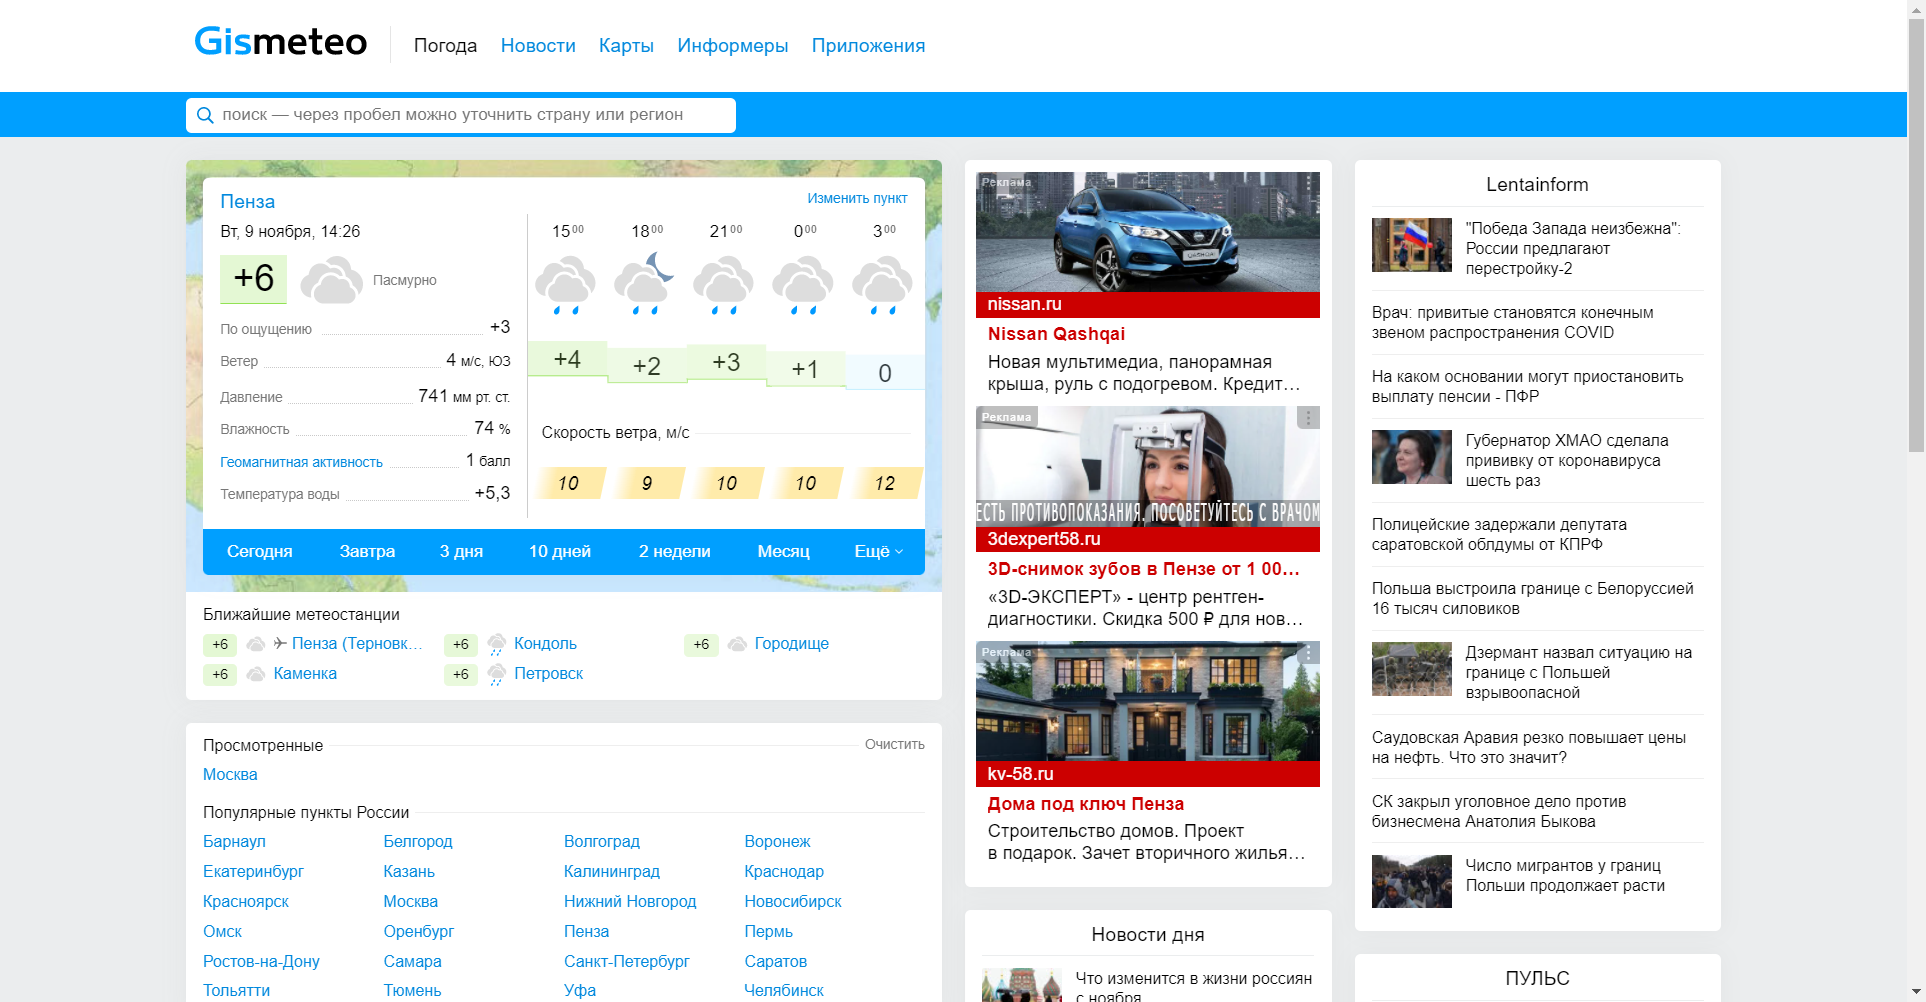 Gismeteo
Погода Новости Карты Информеры Приложения
поиск — через пробел можно уточнить страну или регион
Пенза
Изменить пункт
Вт, 9 ноября, 14:26
+6 Пасмурно
По ощущению +3
Ветер 4 м/с, ЮЗ
Давление 741 мм рт. ст.
Влажность 74 %
Геомагнитная активность 1 балл
Температура воды +5,3
15 00 18 00 21 00 0 00 3 00
+4 +2 +3 +1 0
Скорость ветра, м/с
10 9 10 10 12
Сегодня Завтра 3 дня 10 дней 2 недели Месяц Ещё
Ближайшие метеостанции
+6 Пенза (Терновк… +6 Кондоль +6 Городище
+6 Каменка +6 Петровск
Просмотренные Очистить
Москва
Популярные пункты России
Барнаул Белгород Волгоград Воронеж
Екатеринбург Казань Калининград Краснодар
Красноярск Москва Нижний Новгород Новосибирск
Омск Оренбург Пенза Пермь
Ростов-на-Дону Самара Санкт-Петербург Саратов
Тольятти Тюмень Уфа Челябинск
Реклама
QASHQAI
nissan.ru
Nissan Qashqai
Новая мультимедиа, панорамная
крыша, руль с подогревом. Кредит…
Реклама
ЕСТЬ ПРОТИВОПОКАЗАНИЯ. ПОСОВЕТУЙТЕСЬ С ВРАЧОМ
3dexpert58.ru
3D-снимок зубов в Пензе от 1 00…
«3D-ЭКСПЕРТ» - центр рентген-
диагностики. Скидка 500 ₽ для нов…
Реклама
kv-58.ru
Дома под ключ Пенза
Строительство домов. Проект
в подарок. Зачет вторичного жилья…
Новости дня
Что изменится в жизни россиян
с ноября
Lentainform
"Победа Запада неизбежна":
России предлагают
перестройку-2
Врач: привитые становятся конечным
звеном распространения COVID
На каком основании могут приостановить
выплату пенсии - ПФР
Губернатор ХМАО сделала
прививку от коронавируса
шесть раз
Полицейские задержали депутата
саратовской облдумы от КПРФ
Польша выстроила границе с Белоруссией
16 тысяч силовиков
Дзермант назвал ситуацию на
границе с Польшей
взрывоопасной
Саудовская Аравия резко повышает цены
на нефть. Что это значит?
СК закрыл уголовное дело против
бизнесмена Анатолия Быкова
Число мигрантов у границ
Польши продолжает расти
ПУЛЬС